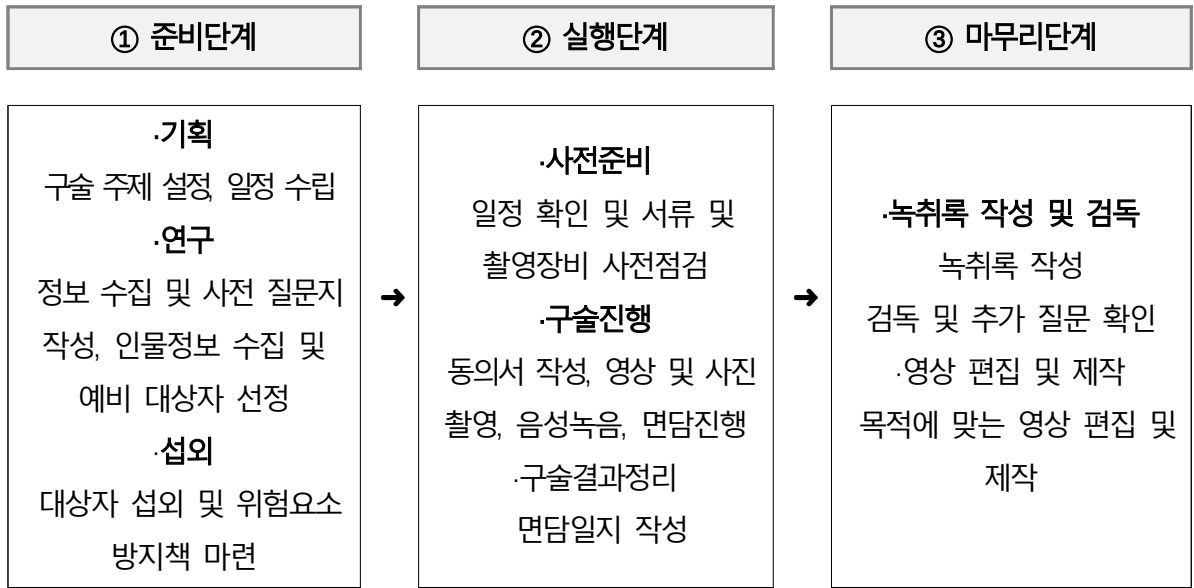 ① 준비단계
·기획
구술 주제 설정, 일정 수립
·연구
정보 수집 및 사전 질문지
작성, 인물정보 수집 및
예비 대상자 선정
·섭외
대상자 섭외 및 위험요소
방지책 마련
➜
② 실행단계
·사전준비
일정 확인 및 서류 및
촬영장비 사전점검
·구술진행
동의서 작성, 영상 및 사진
촬영, 음성녹음, 면담진행
·구술결과정리
면담일지 작성
➜
③ 마무리단계
·녹취록 작성 및 검독
녹취록 작성
검독 및 추가 질문 확인
·영상 편집 및 제작
목적에 맞는 영상 편집 및
제작